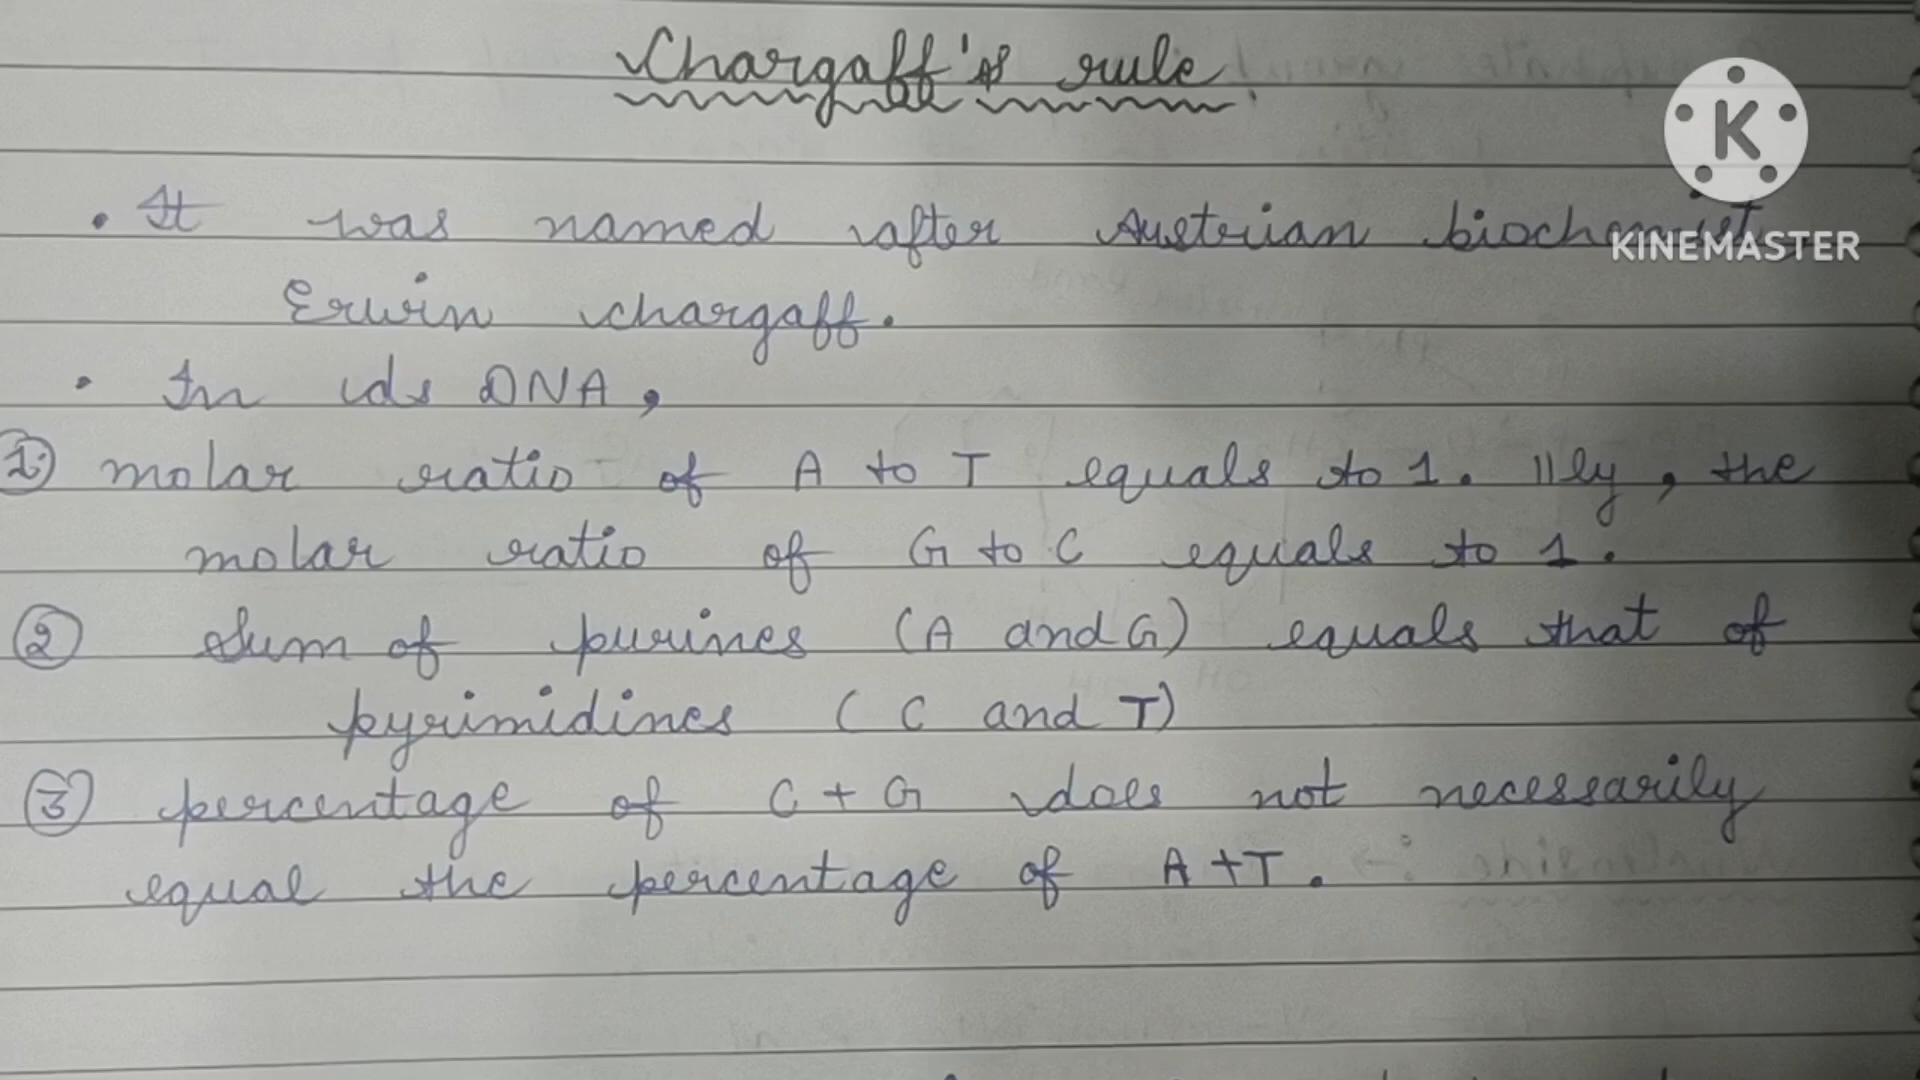 Chargaff's rule
K
KINEMASTER
• It was named after Austrian biochemist
Erwin chargaff.
• In ds DNA,
1. molar ratio of A to T equals to 1. ||ly, the
molar ratio of G to C equals to 1.
2 Sum of purines (A and G) equals that of
pyrimidines (C and T)
3 percentage of C + G does not necessarily
equal the percentage of A +T.